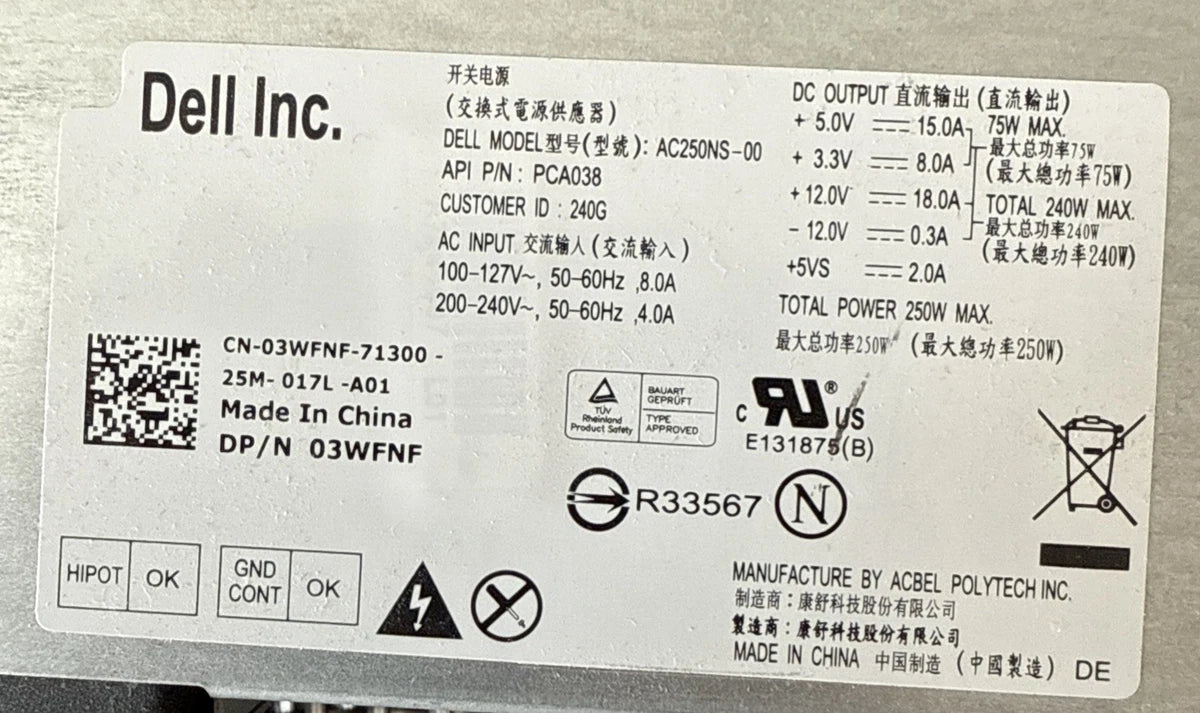 Dell Inc.
开关电源
(交换式電源供應器)
DELL MODEL型号(型號): AC250NS-00
API P/N: PCA038
CUSTOMER ID : 240G
AC INPUT 交流输入(交流輸入)
100-127V~, 50-60Hz ,8.0A
200-240V~, 50-60Hz ,4.0A
DC OUTPUT 直流输出(直流輸出)
+ 5.0V ⎓ 15.0A
+ 3.3V ⎓ 8.0A
75W MAX.
最大总功率75W
(最大總功率75W)
+12.0V ⎓ 18.0A
- 12.0V ⎓ 0.3A
TOTAL 240W MAX.
最大总功率240W
(最大總功率240W)
+5VS ⎓ 2.0A
TOTAL POWER 250W MAX.
最大总功率250W (最大總功率250W)
CN-03WFNF-71300 -
25M- 017L -A01
Made In China
DP/N 03WFNF
TÜV
Rheinland
Product Safety
BAUART
GEPRÜFT
TYPE
APPROVED
C RU® US
E131875(B)
R33567
N
HIPOT OK
GND
CONT
OK
MANUFACTURE BY ACBEL POLYTECH INC.
制造商：康舒科技股份有限公司
製造商：康舒科技股份有限公司
MADE IN CHINA 中国制造 (中國製造) DE